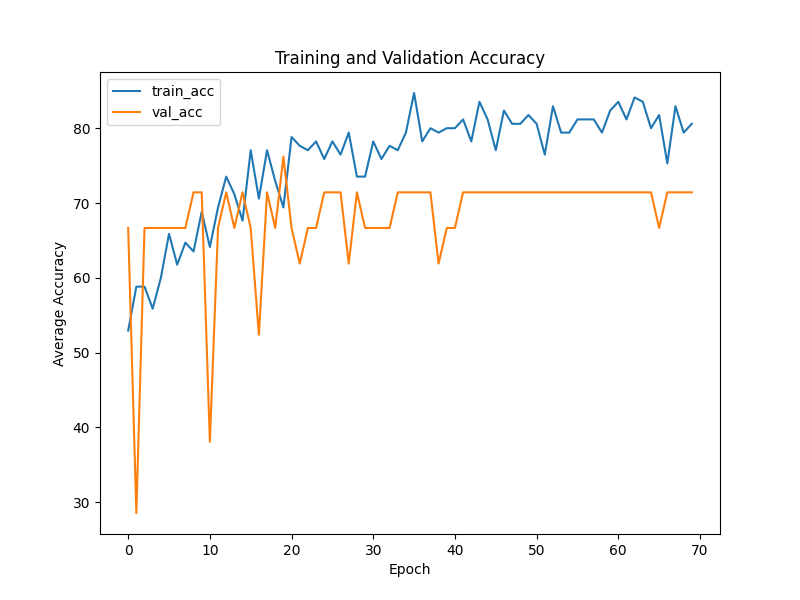 Training and Validation Accuracy
train_acc
val_acc
Average Accuracy
80
70
60
50
40
30
0 10 20 30 40 50 60 70
Epoch